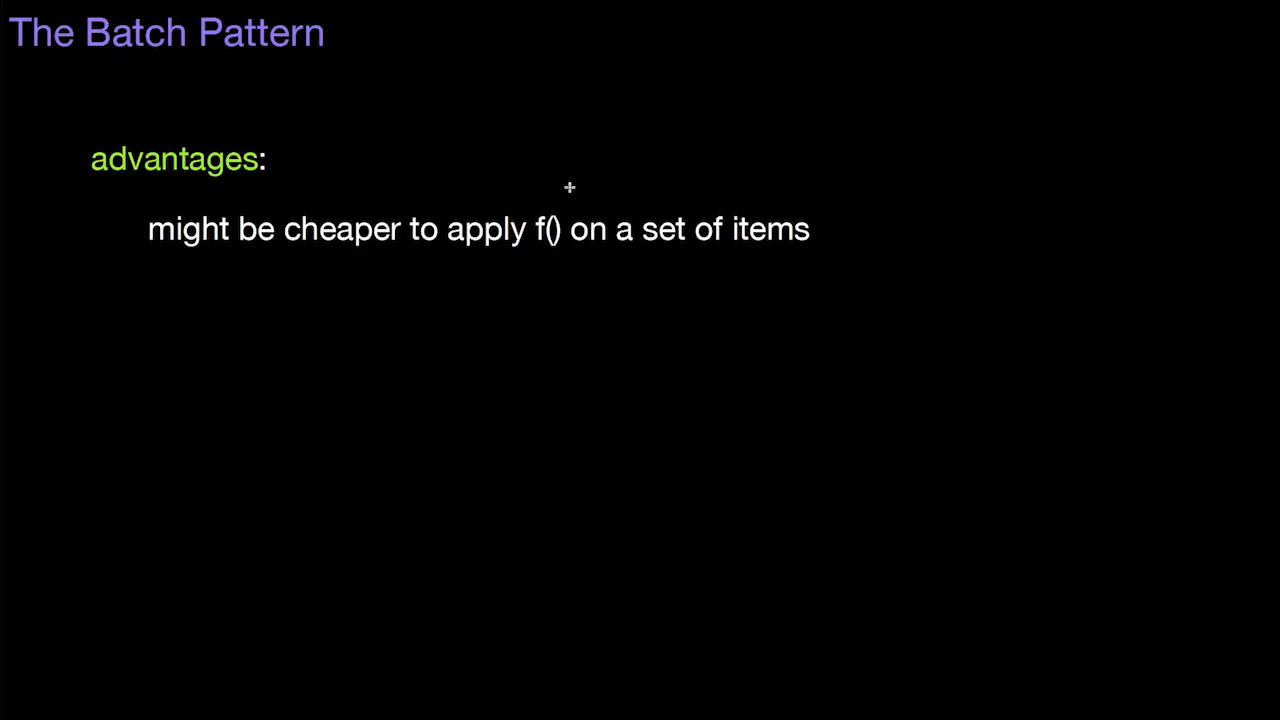 The Batch Pattern
advantages:
might be cheaper to apply f() on a set of items